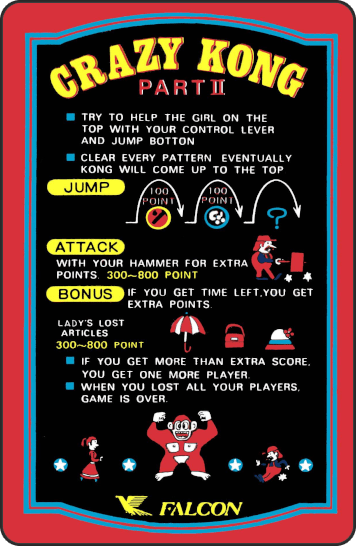 CRAZY KONG
PART II
TRY TO HELP THE GIRL ON THE
TOP WITH YOUR CONTROL LEVER
AND JUMP BOTTON
CLEAR EVERY PATTERN EVENTUALLY
KONG WILL COME UP TO THE TOP
JUMP
100 100
POINT POINT ?
ATTACK
WITH YOUR HAMMER FOR EXTRA
POINTS. 300~800 POINT
BONUS IF YOU GET TIME LEFT,YOU GET
EXTRA POINTS.
LADY'S LOST
ARTICLES
300~800 POINT
IF YOU GET MORE THAN EXTRA SCORE,
YOU GET ONE MORE PLAYER.
WHEN YOU LOST ALL YOUR PLAYERS,
GAME IS OVER.
FALCON